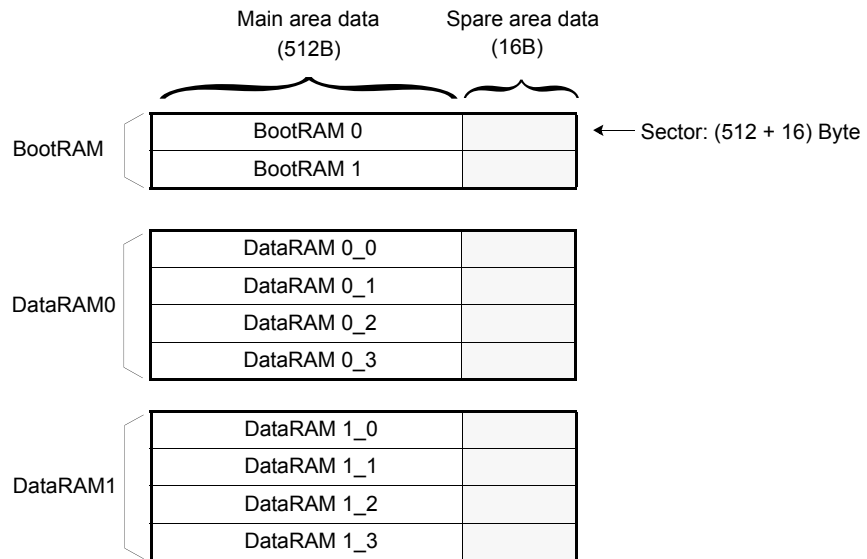 Main area data
(512B)
Spare area data
(16B)
BootRAM
BootRAM 0
BootRAM 1
Sector: (512 + 16) Byte
DataRAM0
DataRAM 0_0
DataRAM 0_1
DataRAM 0_2
DataRAM 0_3
DataRAM1
DataRAM 1_0
DataRAM 1_1
DataRAM 1_2
DataRAM 1_3